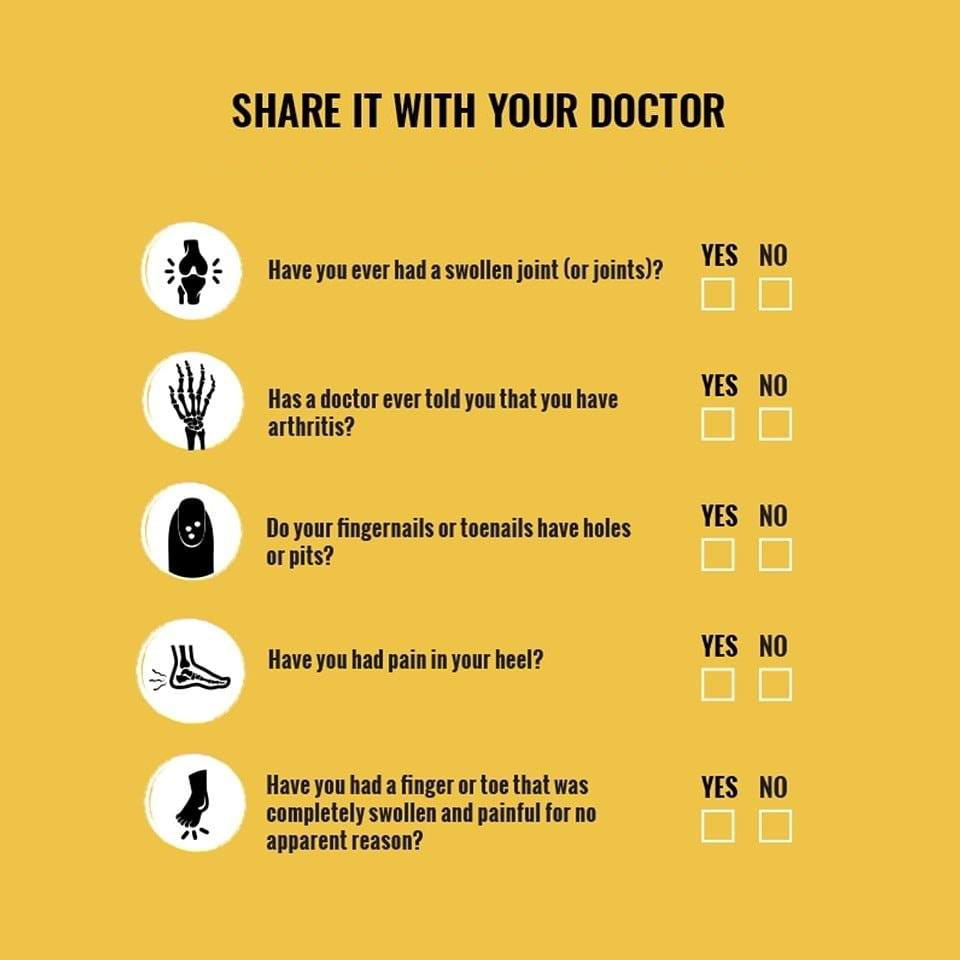 SHARE IT WITH YOUR DOCTOR
Have you ever had a swollen joint (or joints)?
YES NO
Has a doctor ever told you that you have
arthritis?
YES NO
Do your fingernails or toenails have holes
or pits?
YES NO
Have you had pain in your heel?
YES NO
Have you had a finger or toe that was
completely swollen and painful for no
apparent reason?
YES NO